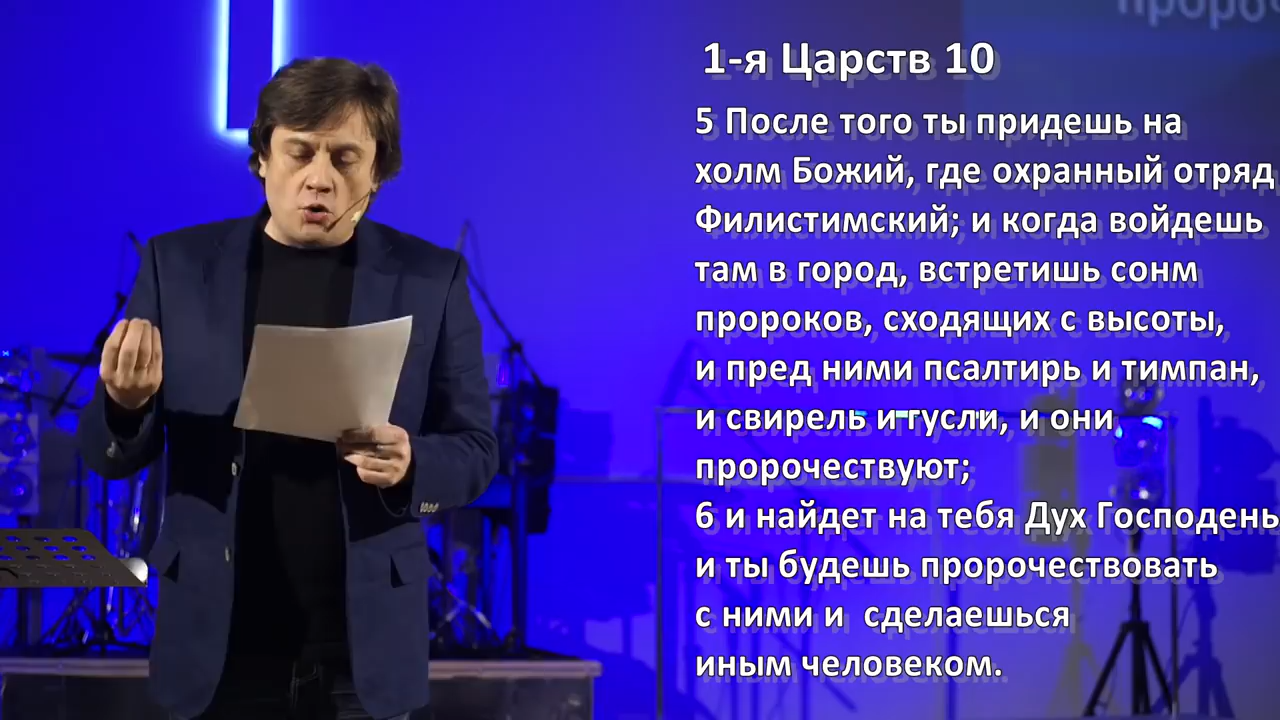 пророч
1-я Царств 10
5 После того ты придешь на
холм Божий, где охранный отряд
Филистимский; и когда войдешь
там в город, встретишь сонм
пророков, сходящих с высоты,
и пред ними псалтирь и тимпан,
и свирель и гусли, и они
пророчествуют;
6 и найдет на тебя Дух Господень
и ты будешь пророчествовать
с ними и  сделаешься
иным человеком.